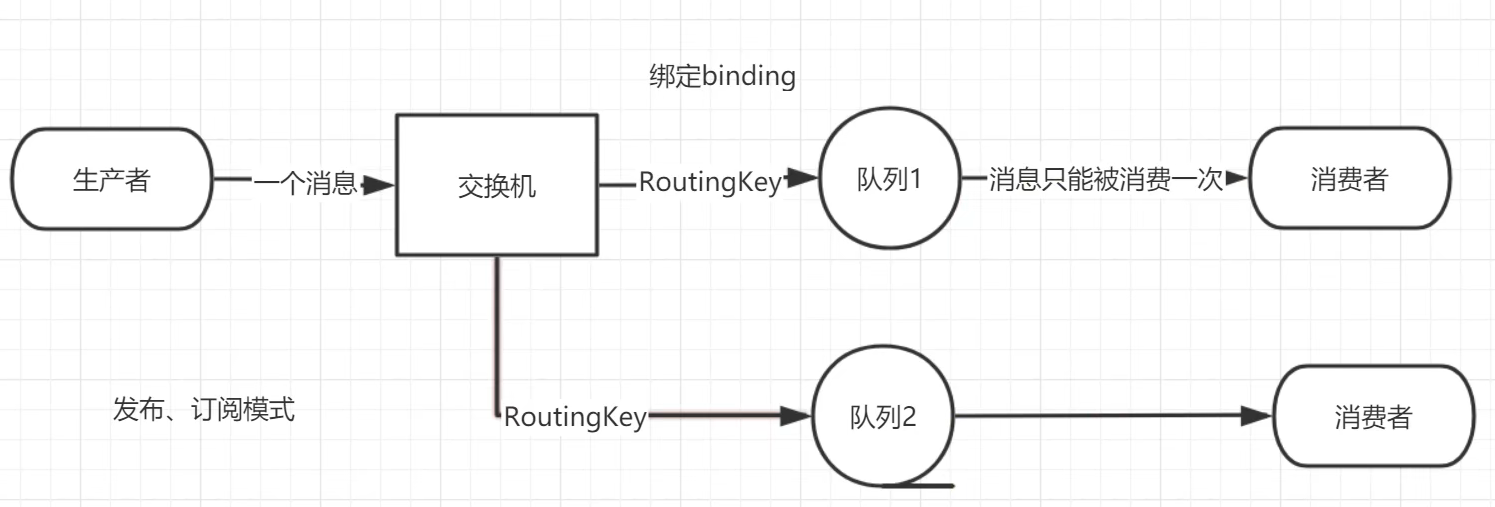 绑定binding
生产者
一个消息
交换机
RoutingKey
队列1
消息只能被消费一次
消费者
发布、订阅模式
RoutingKey
队列2
消费者